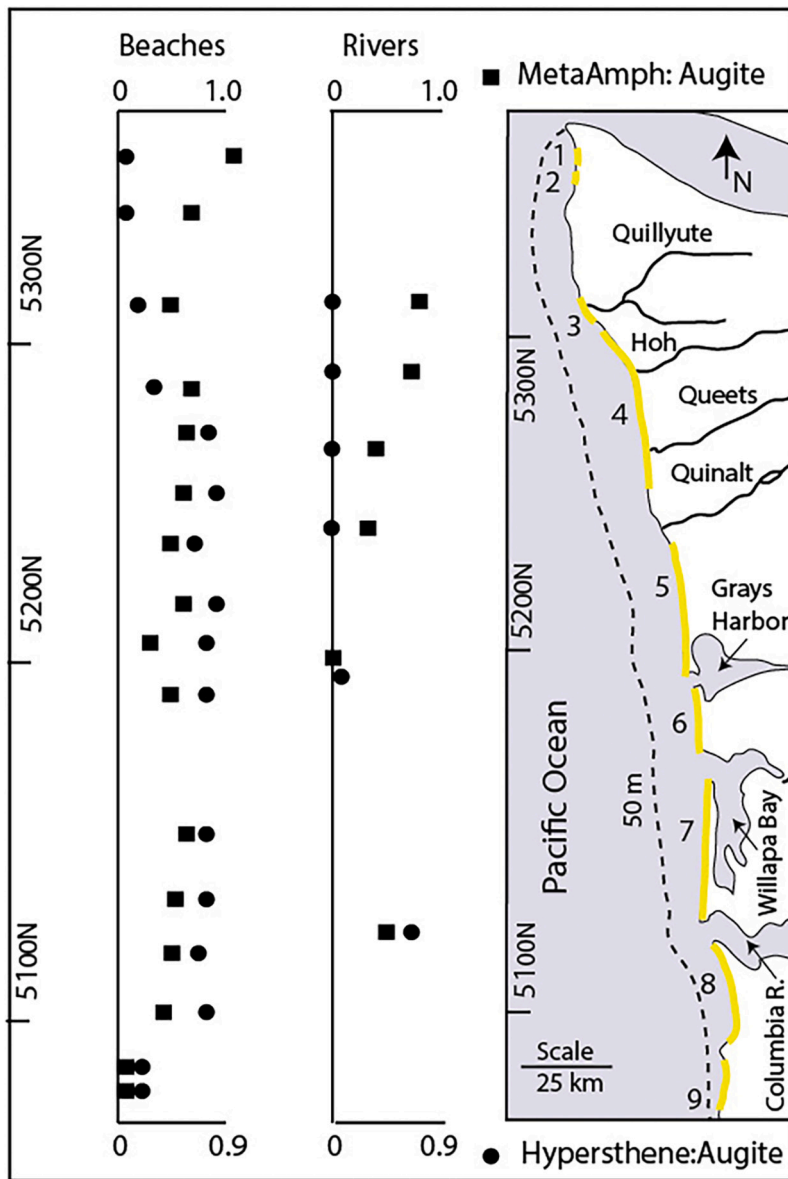 Beaches
Rivers
0 1.0
0 1.0
■ MetaAmph: Augite
5300N
5200N
5100N
0 0.9
0 0.9
1
2
N
Quillyute
3
Hoh
5300N
4
Queets
Quinalt
5
5200N
Grays
Harbor
6
Pacific Ocean
50 m
7
Willapa Bay
5100N
8
Columbia R.
Scale
25 km
9
● Hypersthene:Augite